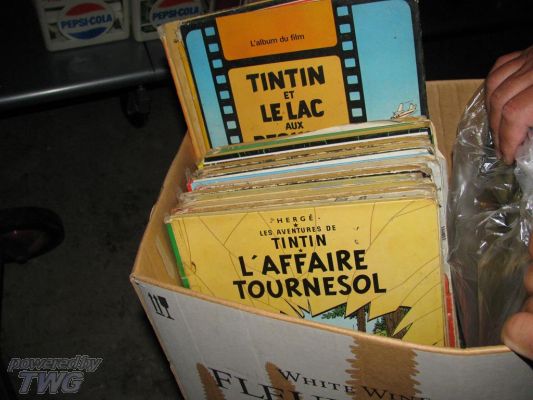 PEPSI-COLA
PEPSI
L'album du film
TINTIN
ET
LE LAC
AUX
HERGÉ
LES AVENTURES DE
TINTIN
L'AFFAIRE
TOURNESOL
WHITE WINE
powered by
TWG